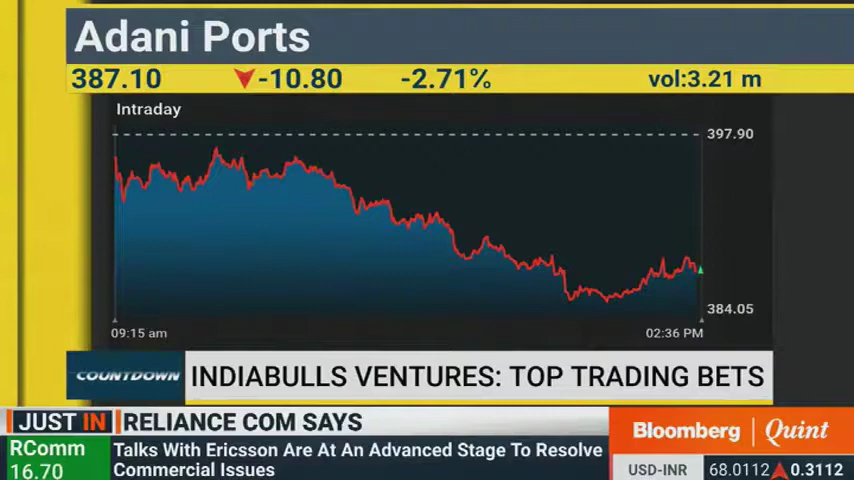 Adani Ports
387.10 -10.80 -2.71% vol:3.21 m
Intraday
397.90
384.05
09:15 am 02:36 PM
COUNTDOWN INDIABULLS VENTURES: TOP TRADING BETS
JUST IN RELIANCE COM SAYS
RComm
16.70
Talks With Ericsson Are At An Advanced Stage To Resolve
Commercial Issues
Bloomberg | Quint
USD-INR 68.0112 0.3112